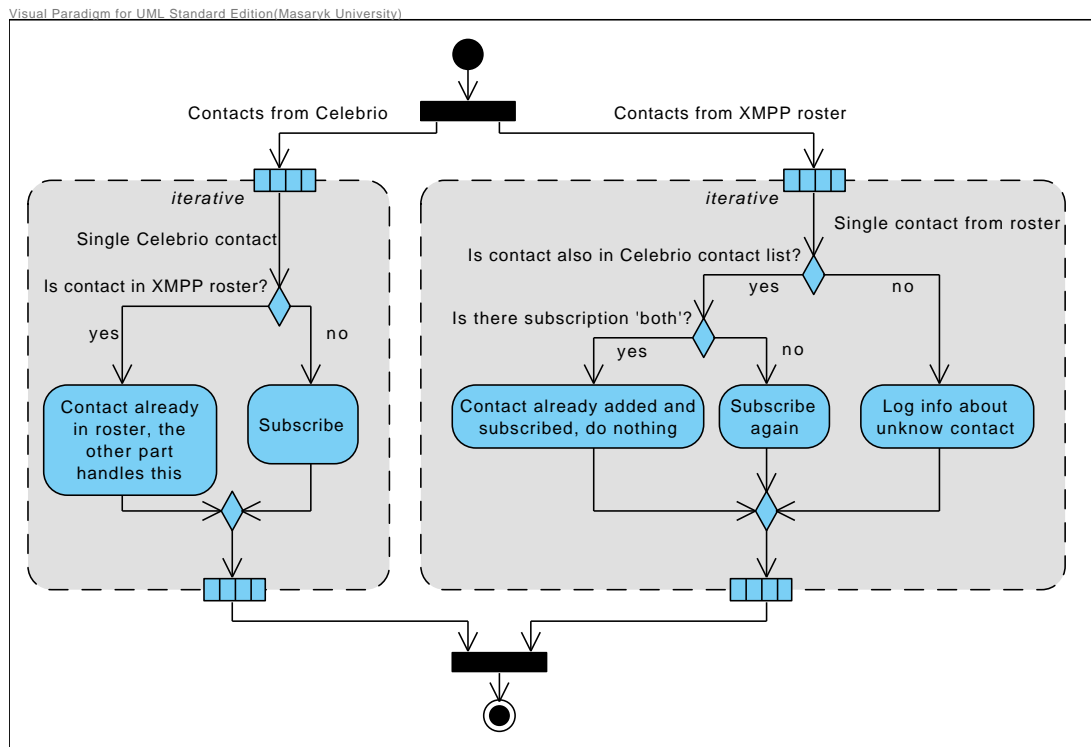 Visual Paradigm for UML Standard Edition(Masaryk University)
Contacts from Celebrio
Contacts from XMPP roster
iterative
Single Celebrio contact
Is contact in XMPP roster?
yes
no
Contact already
in roster, the
other part
handles this
Subscribe
iterative
Single contact from roster
Is contact also in Celebrio contact list?
yes
no
Is there subscription 'both'?
yes
no
Contact already added and
subscribed, do nothing
Subscribe
again
Log info about
unknow contact